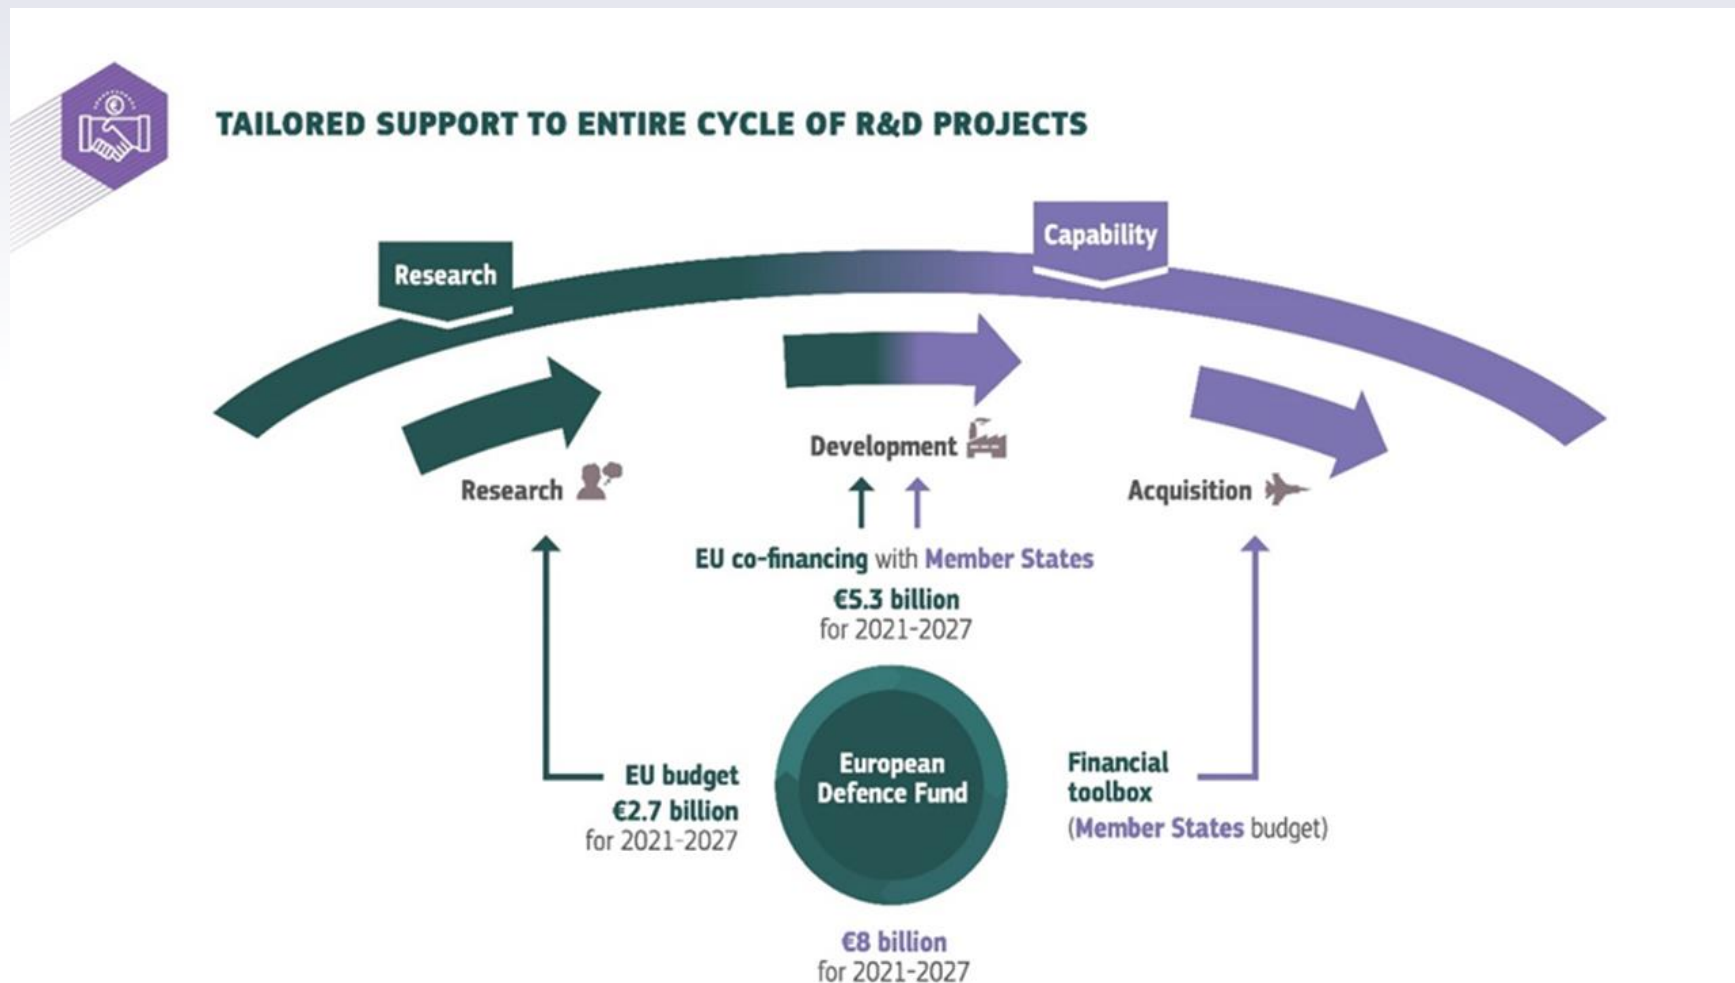 TAILORED SUPPORT TO ENTIRE CYCLE OF R&D PROJECTS
Research
Capability
Research
Development
Acquisition
EU co-financing with Member States
€5.3 billion
for 2021-2027
EU budget
€2.7 billion
for 2021-2027
European
Defence Fund
Financial
toolbox
(Member States budget)
€8 billion
for 2021-2027